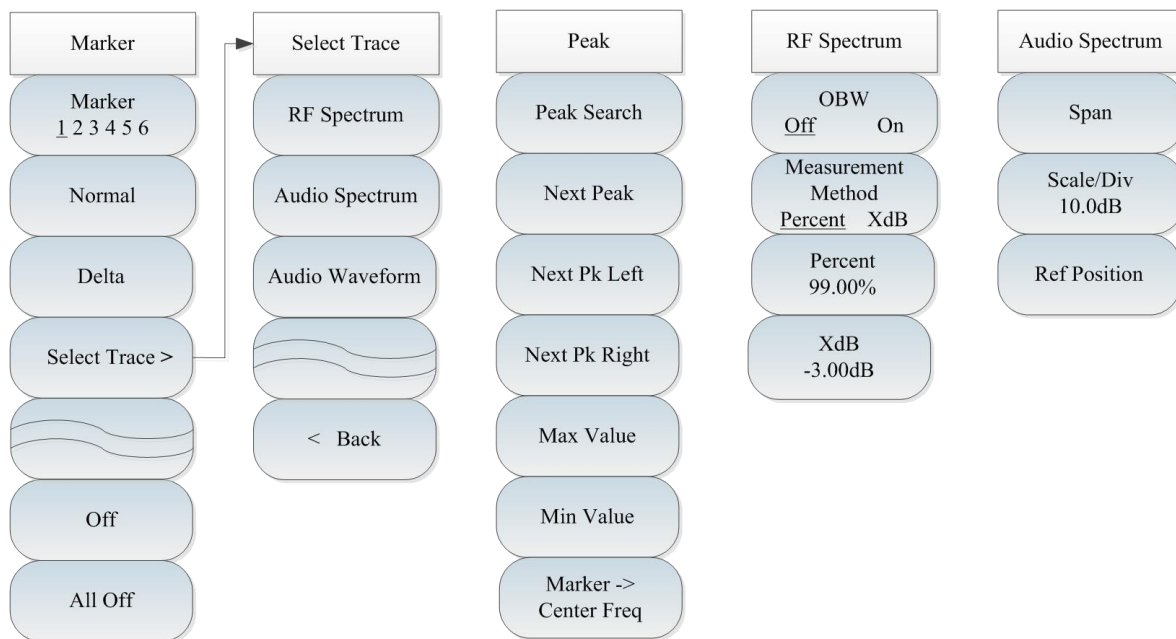 Marker
Marker
1 2 3 4 5 6
Normal
Delta
Select Trace >
Off
All Off
Select Trace
RF Spectrum
Audio Spectrum
Audio Waveform
< Back
Peak
Peak Search
Next Peak
Next Pk Left
Next Pk Right
Max Value
Min Value
Marker ->
Center Freq
RF Spectrum
OBW
Off On
Measurement
Method
Percent XdB
Percent
99.00%
XdB
-3.00dB
Audio Spectrum
Span
Scale/Div
10.0dB
Ref Position